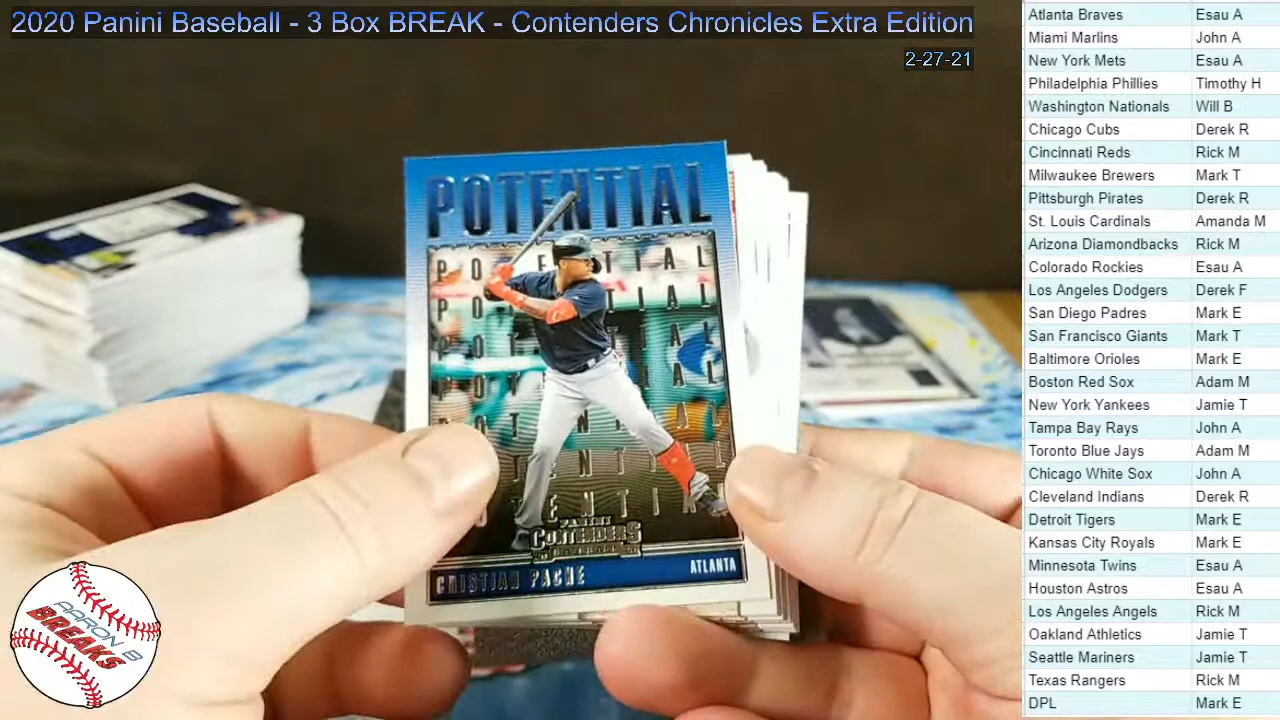 2020 Panini Baseball - 3 Box BREAK - Contenders Chronicles Extra Edition
2-27-21
POTENTIAL
POTENTIAL
POTENTIAL
PANINI
CONTENDERS
CRISTIAN PACHE
ATLANTA
AARON B
BREAKS
Atlanta Braves Esau A
Miami Marlins John A
New York Mets Esau A
Philadelphia Phillies Timothy H
Washington Nationals Will B
Chicago Cubs Derek R
Cincinnati Reds Rick M
Milwaukee Brewers Mark T
Pittsburgh Pirates Derek R
St. Louis Cardinals Amanda M
Arizona Diamondbacks Rick M
Colorado Rockies Esau A
Los Angeles Dodgers Derek F
San Diego Padres Mark E
San Francisco Giants Mark T
Baltimore Orioles Mark E
Boston Red Sox Adam M
New York Yankees Jamie T
Tampa Bay Rays John A
Toronto Blue Jays Adam M
Chicago White Sox John A
Cleveland Indians Derek R
Detroit Tigers Mark E
Kansas City Royals Mark E
Minnesota Twins Esau A
Houston Astros Esau A
Los Angeles Angels Rick M
Oakland Athletics Jamie T
Seattle Mariners Jamie T
Texas Rangers Rick M
DPL Mark E